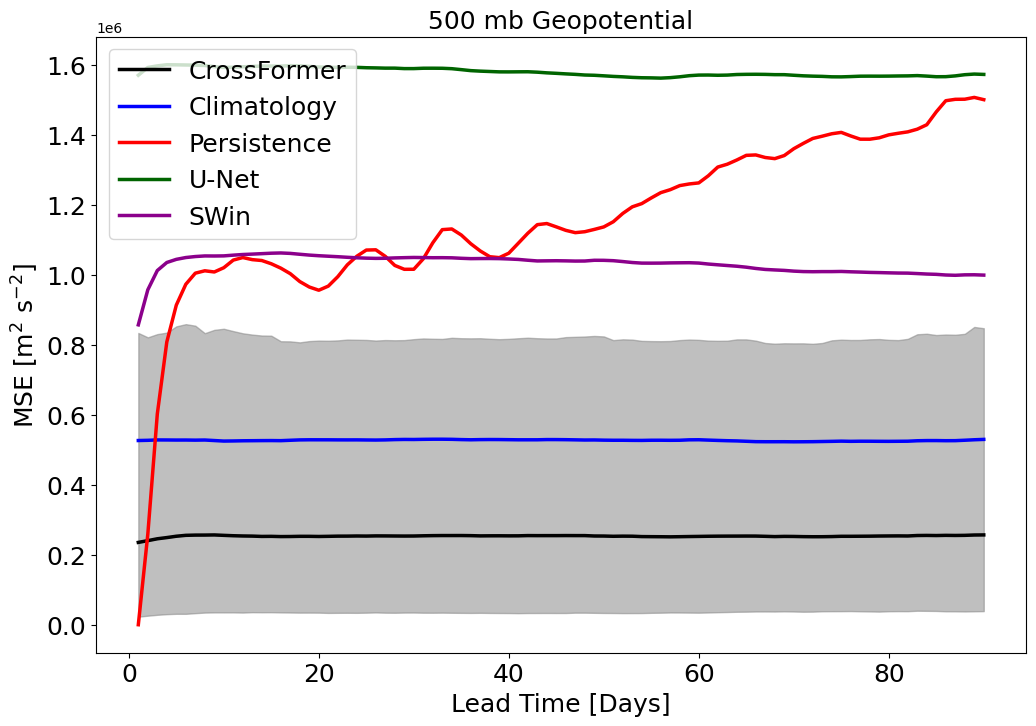 500 mb Geopotential
1e6
CrossFormer
Climatology
Persistence
U-Net
SWin
MSE [m² s⁻²]
1.6
1.4
1.2
1.0
0.8
0.6
0.4
0.2
0.0
0 20 40 60 80
Lead Time [Days]